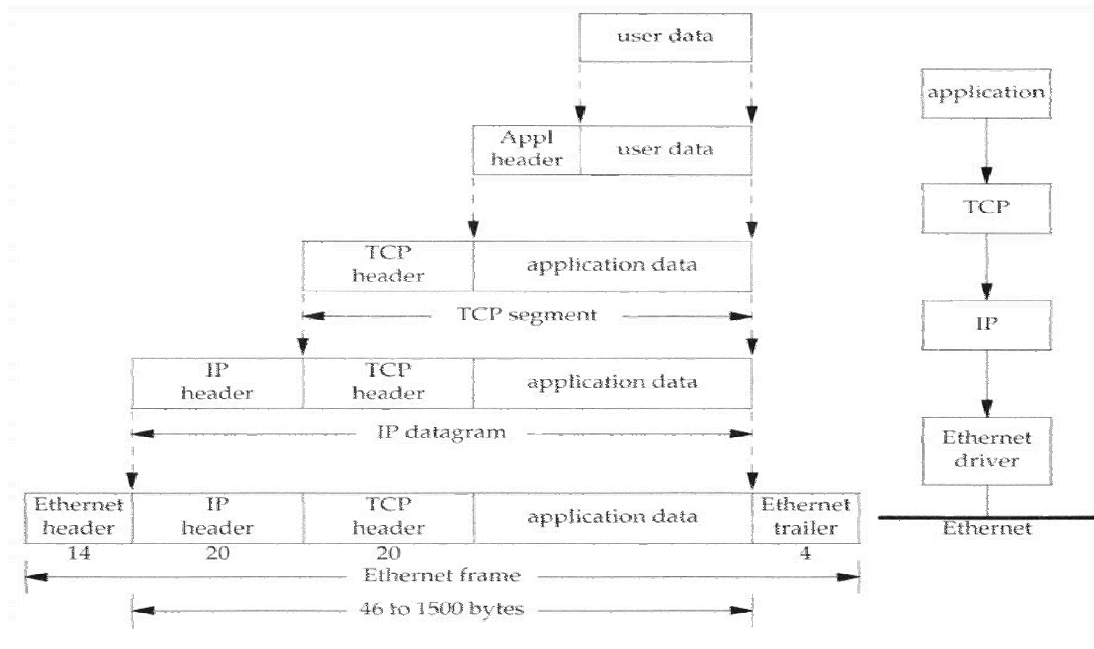 user data
Appl
header
user data
TCP
header
application data
TCP segment
IP
header
TCP
header
application data
IP datagram
Ethernet
header
IP
header
TCP
header
application data
Ethernet
trailer
14
20
20
4
Ethernet frame
46 to 1500 bytes
application
TCP
IP
Ethernet
driver
Ethernet